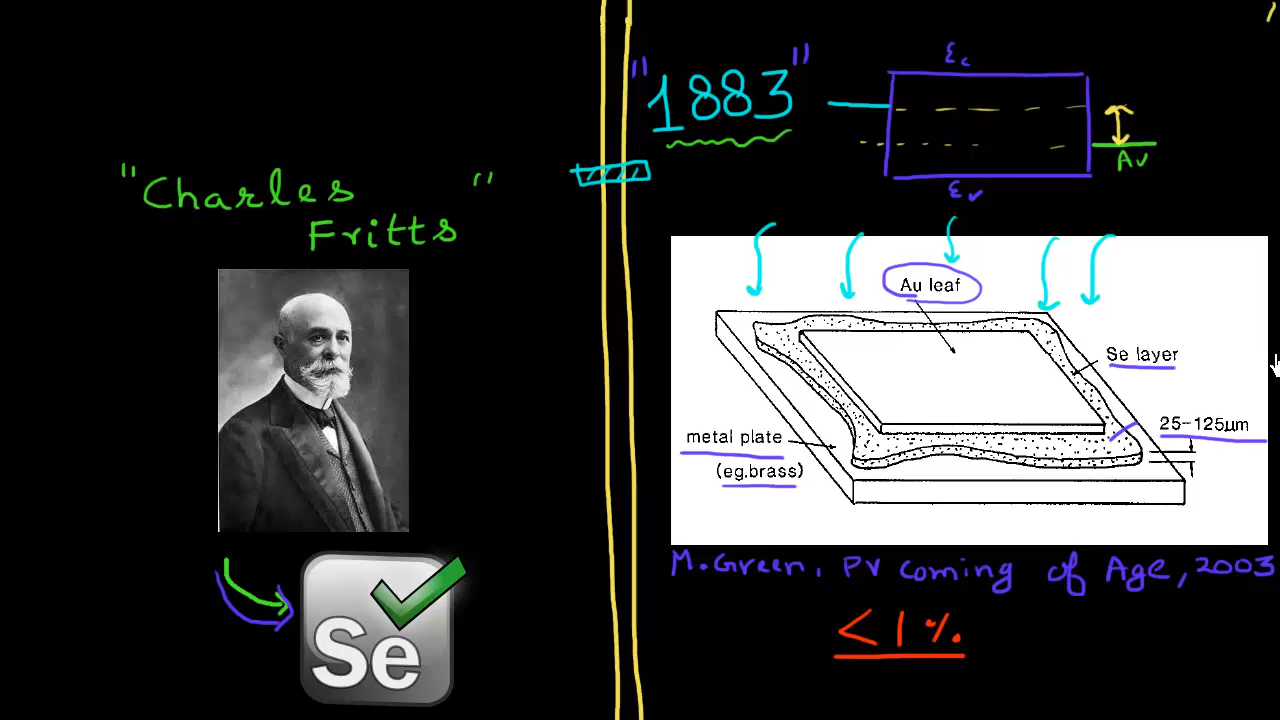 "Charles
Fritts"
Se
"1883"
Ec
Ev
Av
Au leaf
Se layer
25-125µm
metal plate
(eg.brass)
M.Green, PV coming of Age, 2003
<1%